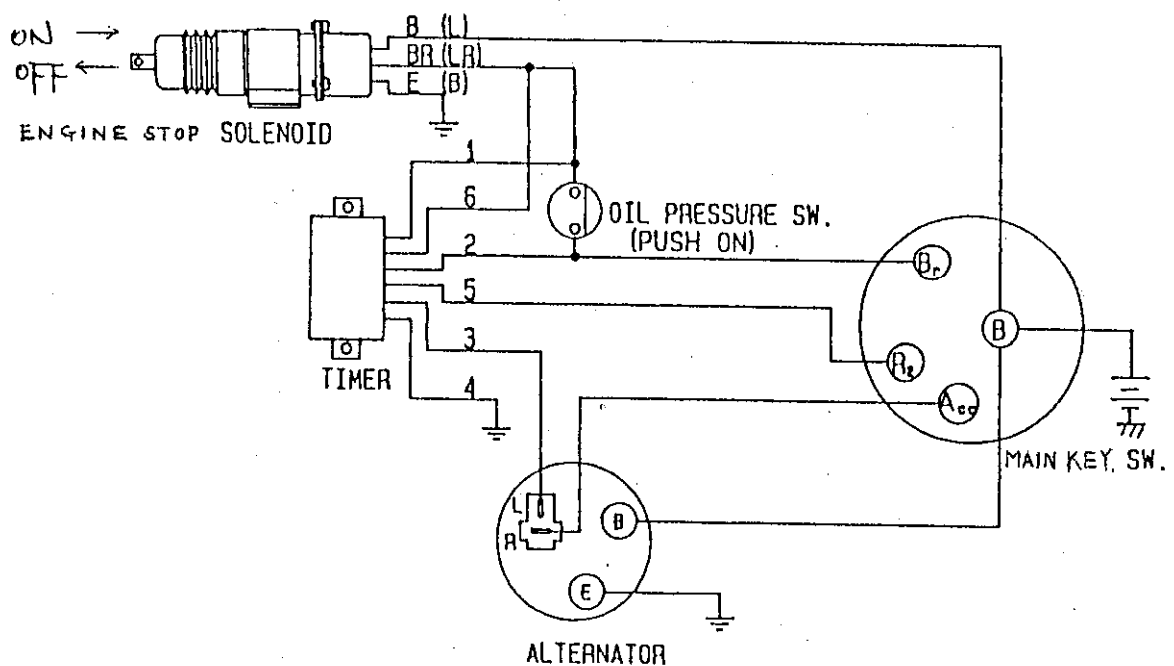 ON
OFF
B (L)
BR (LR)
E (B)
ENGINE STOP SOLENOID
1
6
2
5
3
4
TIMER
OIL PRESSURE SW.
(PUSH ON)
Br
B
Rs
Acc
MAIN KEY. SW.
L
R
B
E
ALTERNATOR